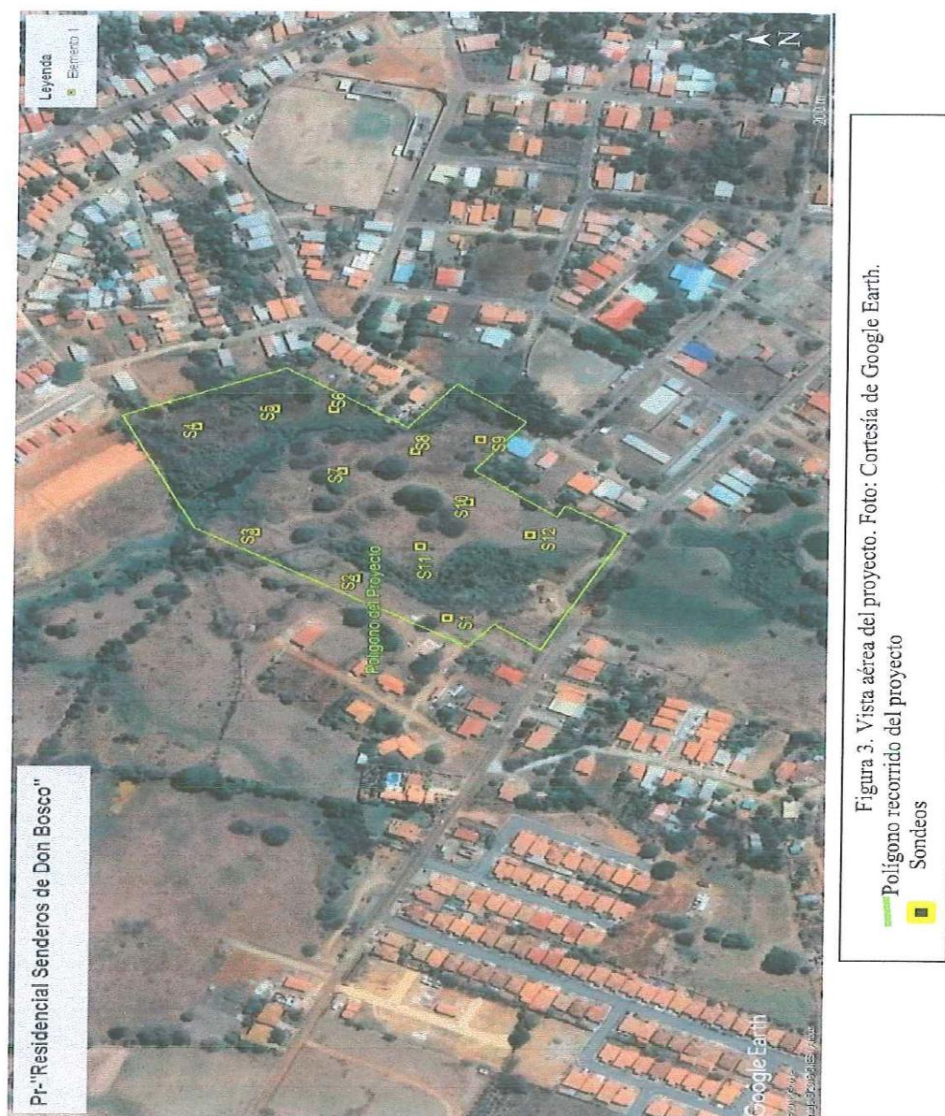 Pr-"Residencial Senderos de Don Bosco"
Leyenda
Elemento 1
S4
S5
S6
S3
S7
S8
S9
S2
S10
Polígono del Proyecto
S11
S12
S1
Google Earth
200 m
N
Figura 3. Vista aérea del proyecto. Foto: Cortesía de Google Earth.
Polígono recorrido del proyecto
Sondeos